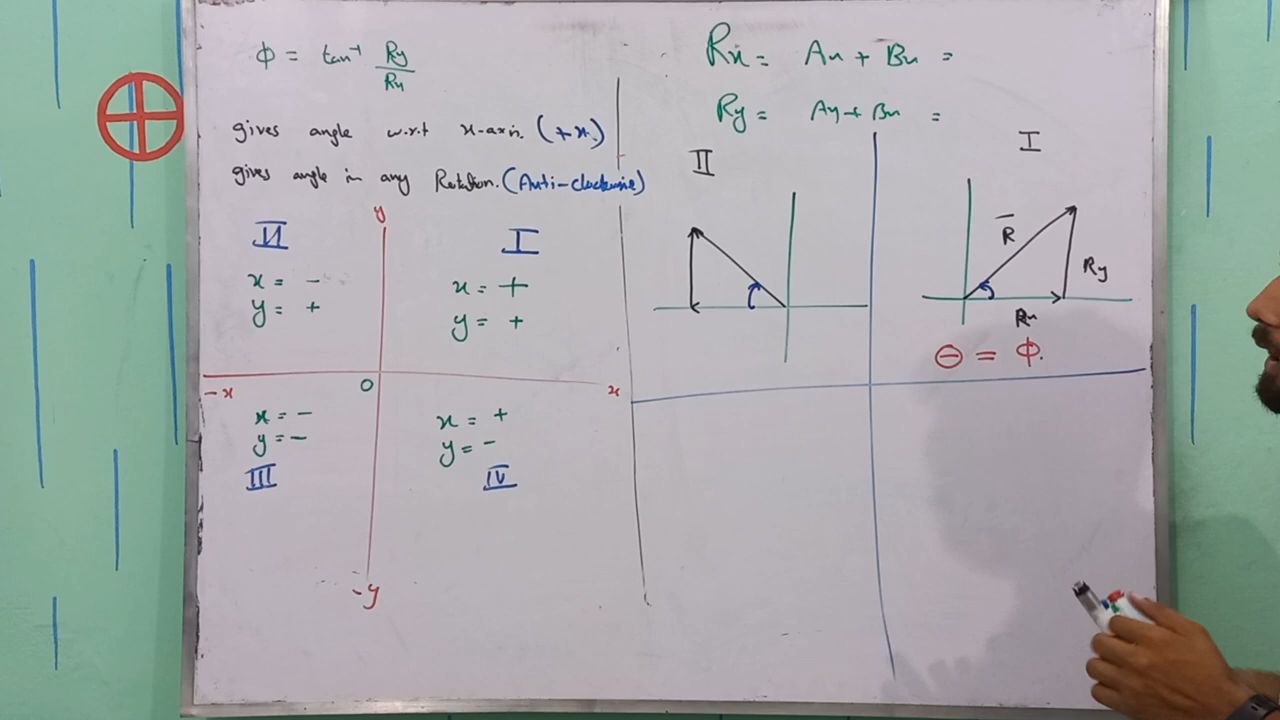 ϕ = tan⁻¹ Ry/Rx
gives angle w.r.t x-axis. (+x.)
gives angle in any Rotation. (Anti-clockwise)
Rx = Ax + Bx =
Ry = Ay + Bx =
y
II
x = -
y = +
I
x = +
y = +
-x
0
x
x = -
y = -
III
x = +
y = -
IV
-y
II
I
R
Ry
Rx
Θ = ϕ.